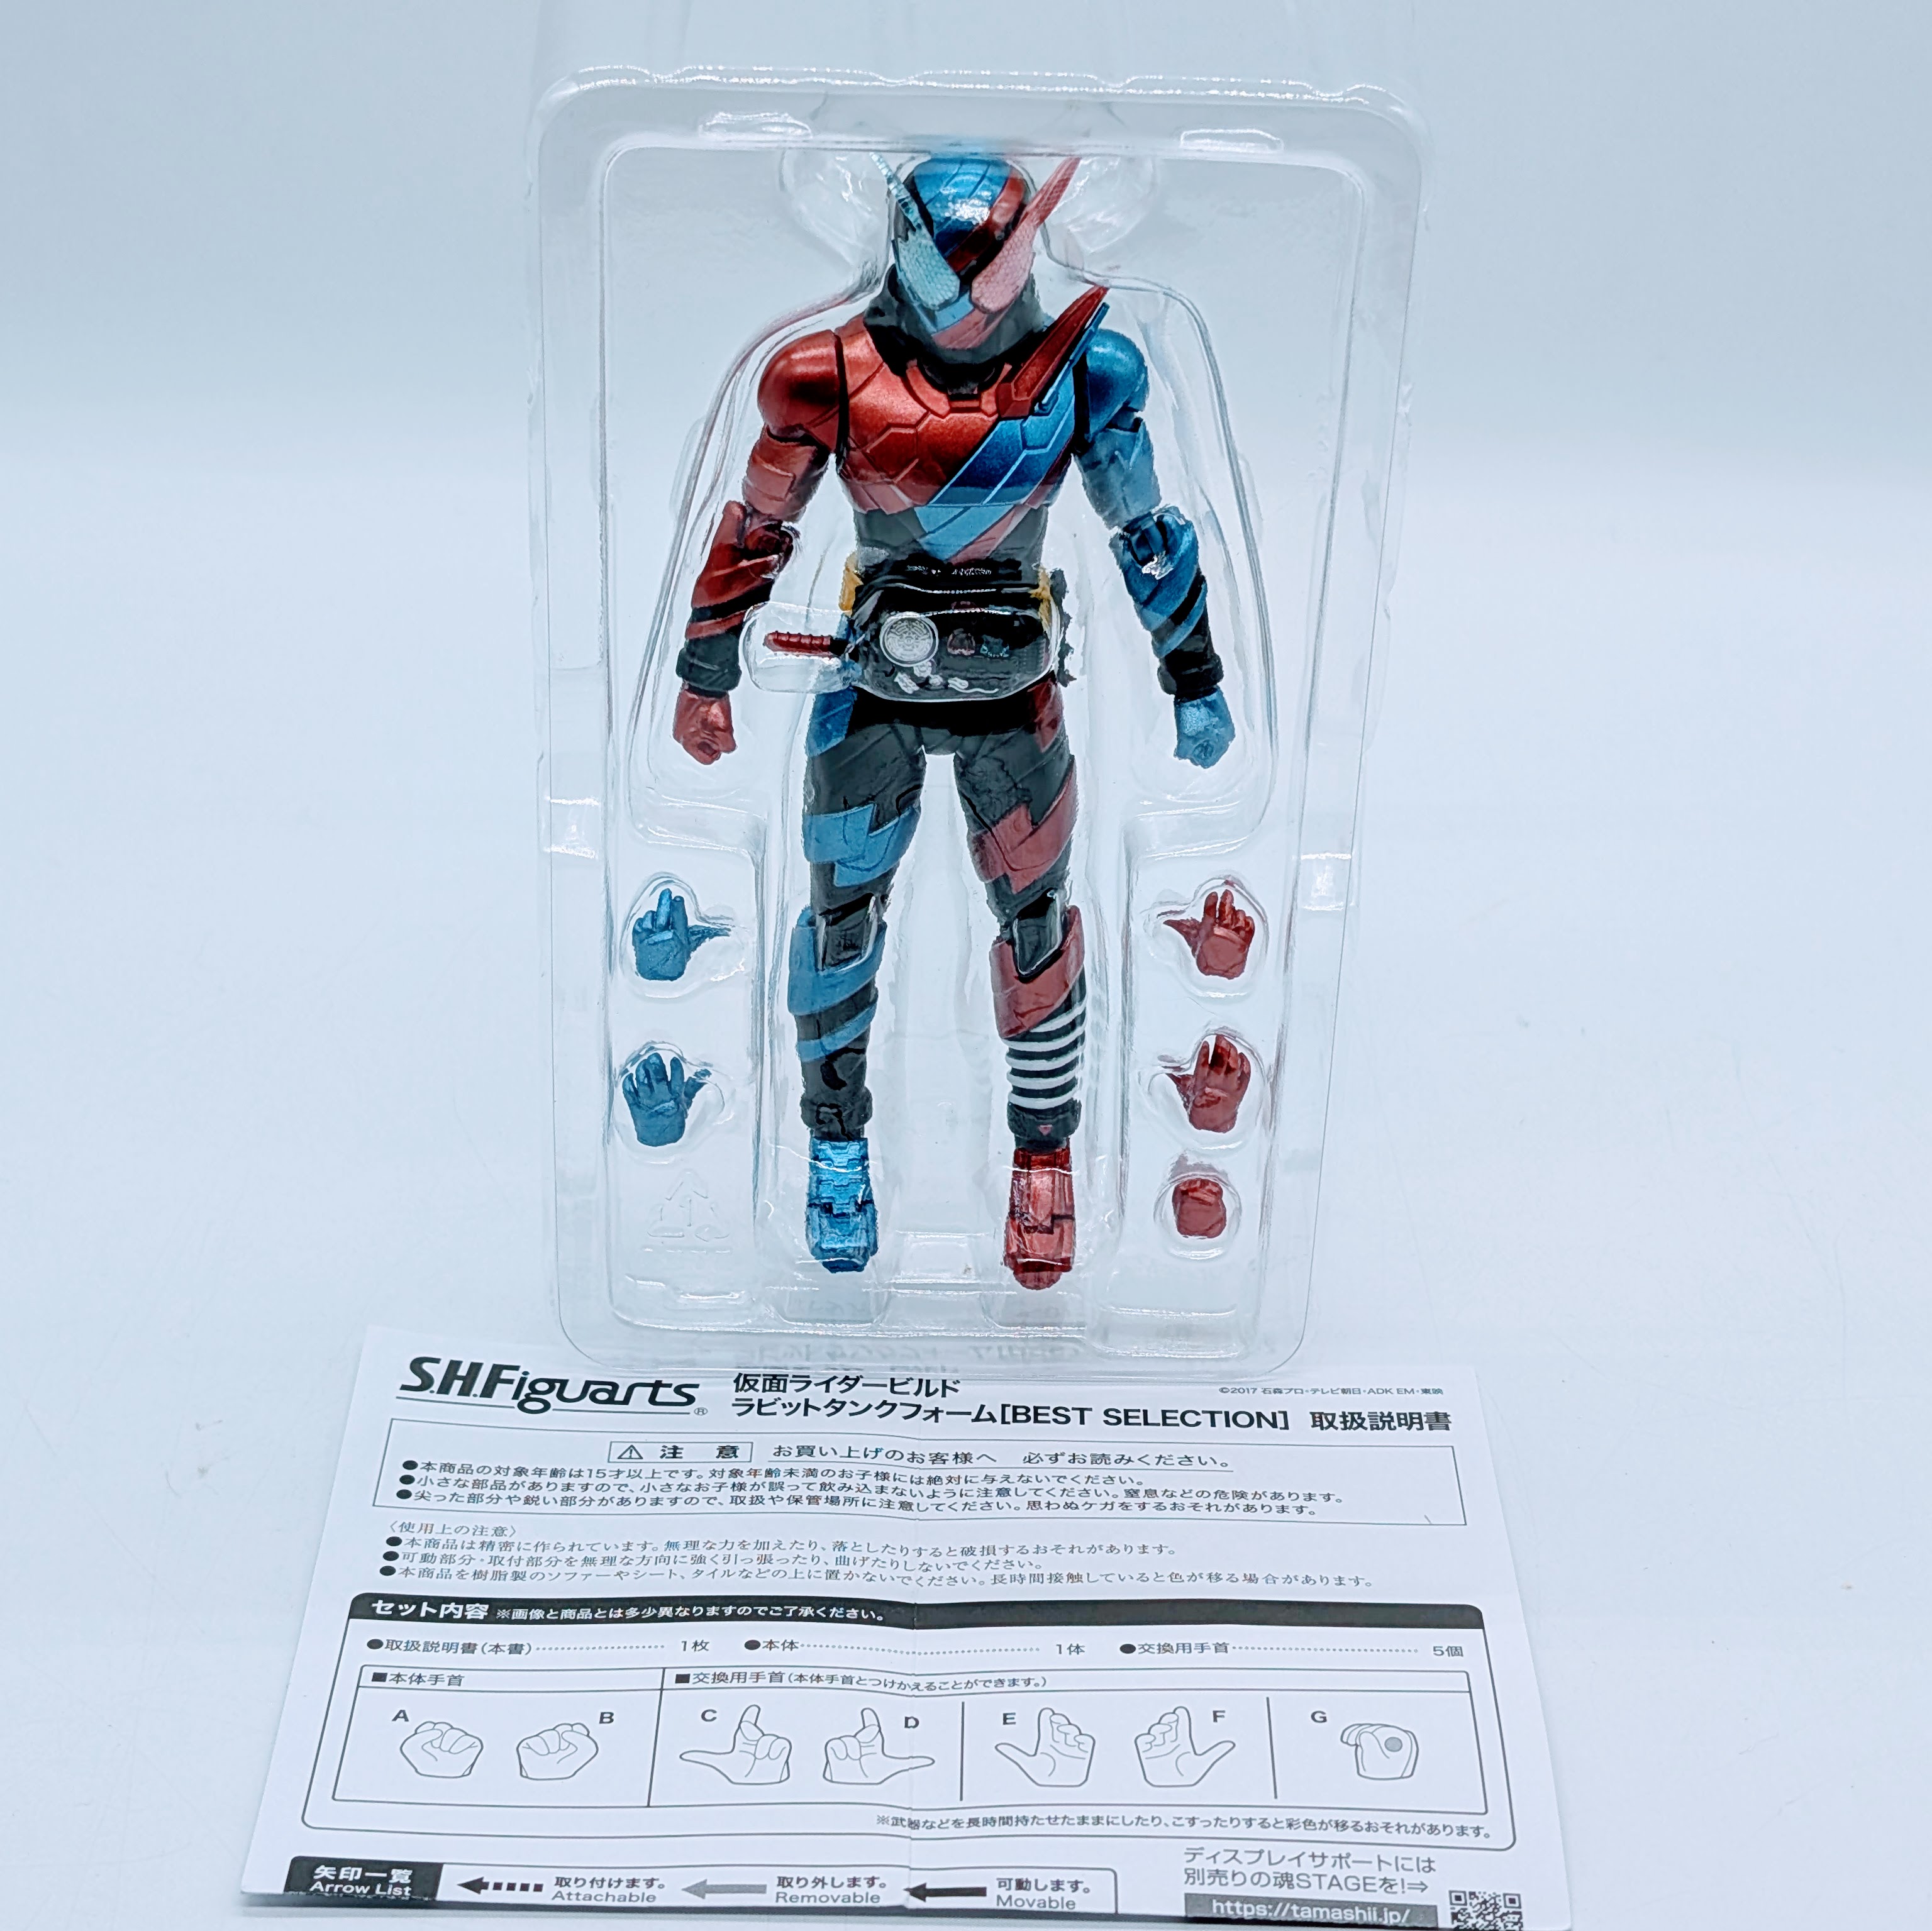 S.H.Figuarts®
仮面ライダービルド
ラビットタンクフォーム[BEST SELECTION] 取扱説明書
©2017 石森プロ・テレビ朝日・ADK EM・東映
⚠ 注 意 お買い上げのお客様へ 必ずお読みください。
●本商品の対象年齢は15才以上です。対象年齢未満のお子様には絶対に与えないでください。
●小さな部品がありますので、小さなお子様が誤って飲み込まないように注意してください。窒息などの危険があります。
●尖った部分や鋭い部分がありますので、取扱や保管場所に注意してください。思わぬケガをするおそれがあります。
〈使用上の注意〉
●本商品は精密に作られています。無理な力を加えたり、落としたりすると破損するおそれがあります。
●可動部分・取付部分を無理な方向に強く引っ張ったり、曲げたりしないでください。
●本商品を樹脂製のソファーやシート、タイルなどの上に置かないでください。長時間接触していると色が移る場合があります。
セット内容 ※画像と商品とは多少異なりますのでご了承ください。
●取扱説明書(本書) 1枚 ●本体 1体 ●交換用手首 5個
■本体手首 ■交換用手首(本体手首とつけかえることができます。)
A B C D E F G
※武器などを長時間持たせたままにしたり、こすったりすると彩色が移るおそれがあります。
矢印一覧
Arrow List
取り付けます。
Attachable
取り外します。
Removable
可動します。
Movable
ディスプレイサポートには
別売りの魂STAGEを!⇒
https://tamashii.jp/